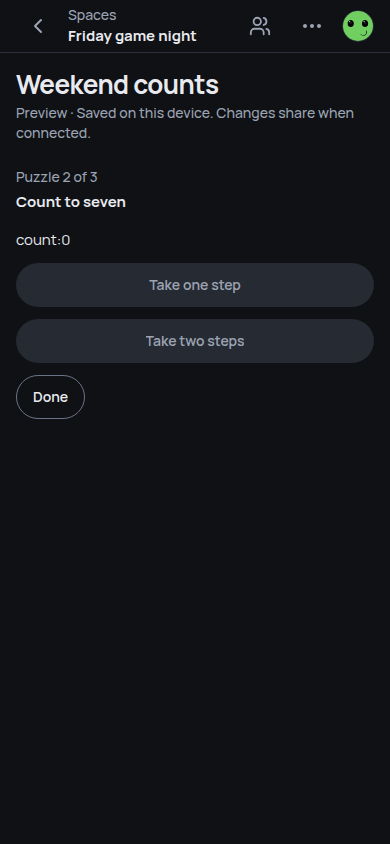 Spaces
Friday game night
Weekend counts
Preview · Saved on this device. Changes share when
connected.
Puzzle 2 of 3
Count to seven
count:0
Take one step
Take two steps
Done